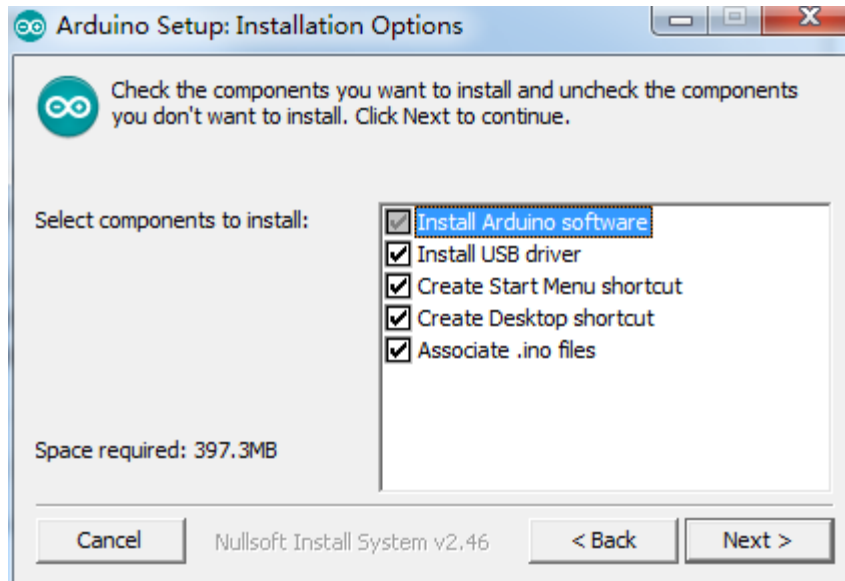 Arduino Setup: Installation Options
Check the components you want to install and uncheck the components
you don't want to install. Click Next to continue.
Select components to install:
Install Arduino software
Install USB driver
Create Start Menu shortcut
Create Desktop shortcut
Associate .ino files
Space required: 397.3MB
Cancel
Nullsoft Install System v2.46
< Back
Next >